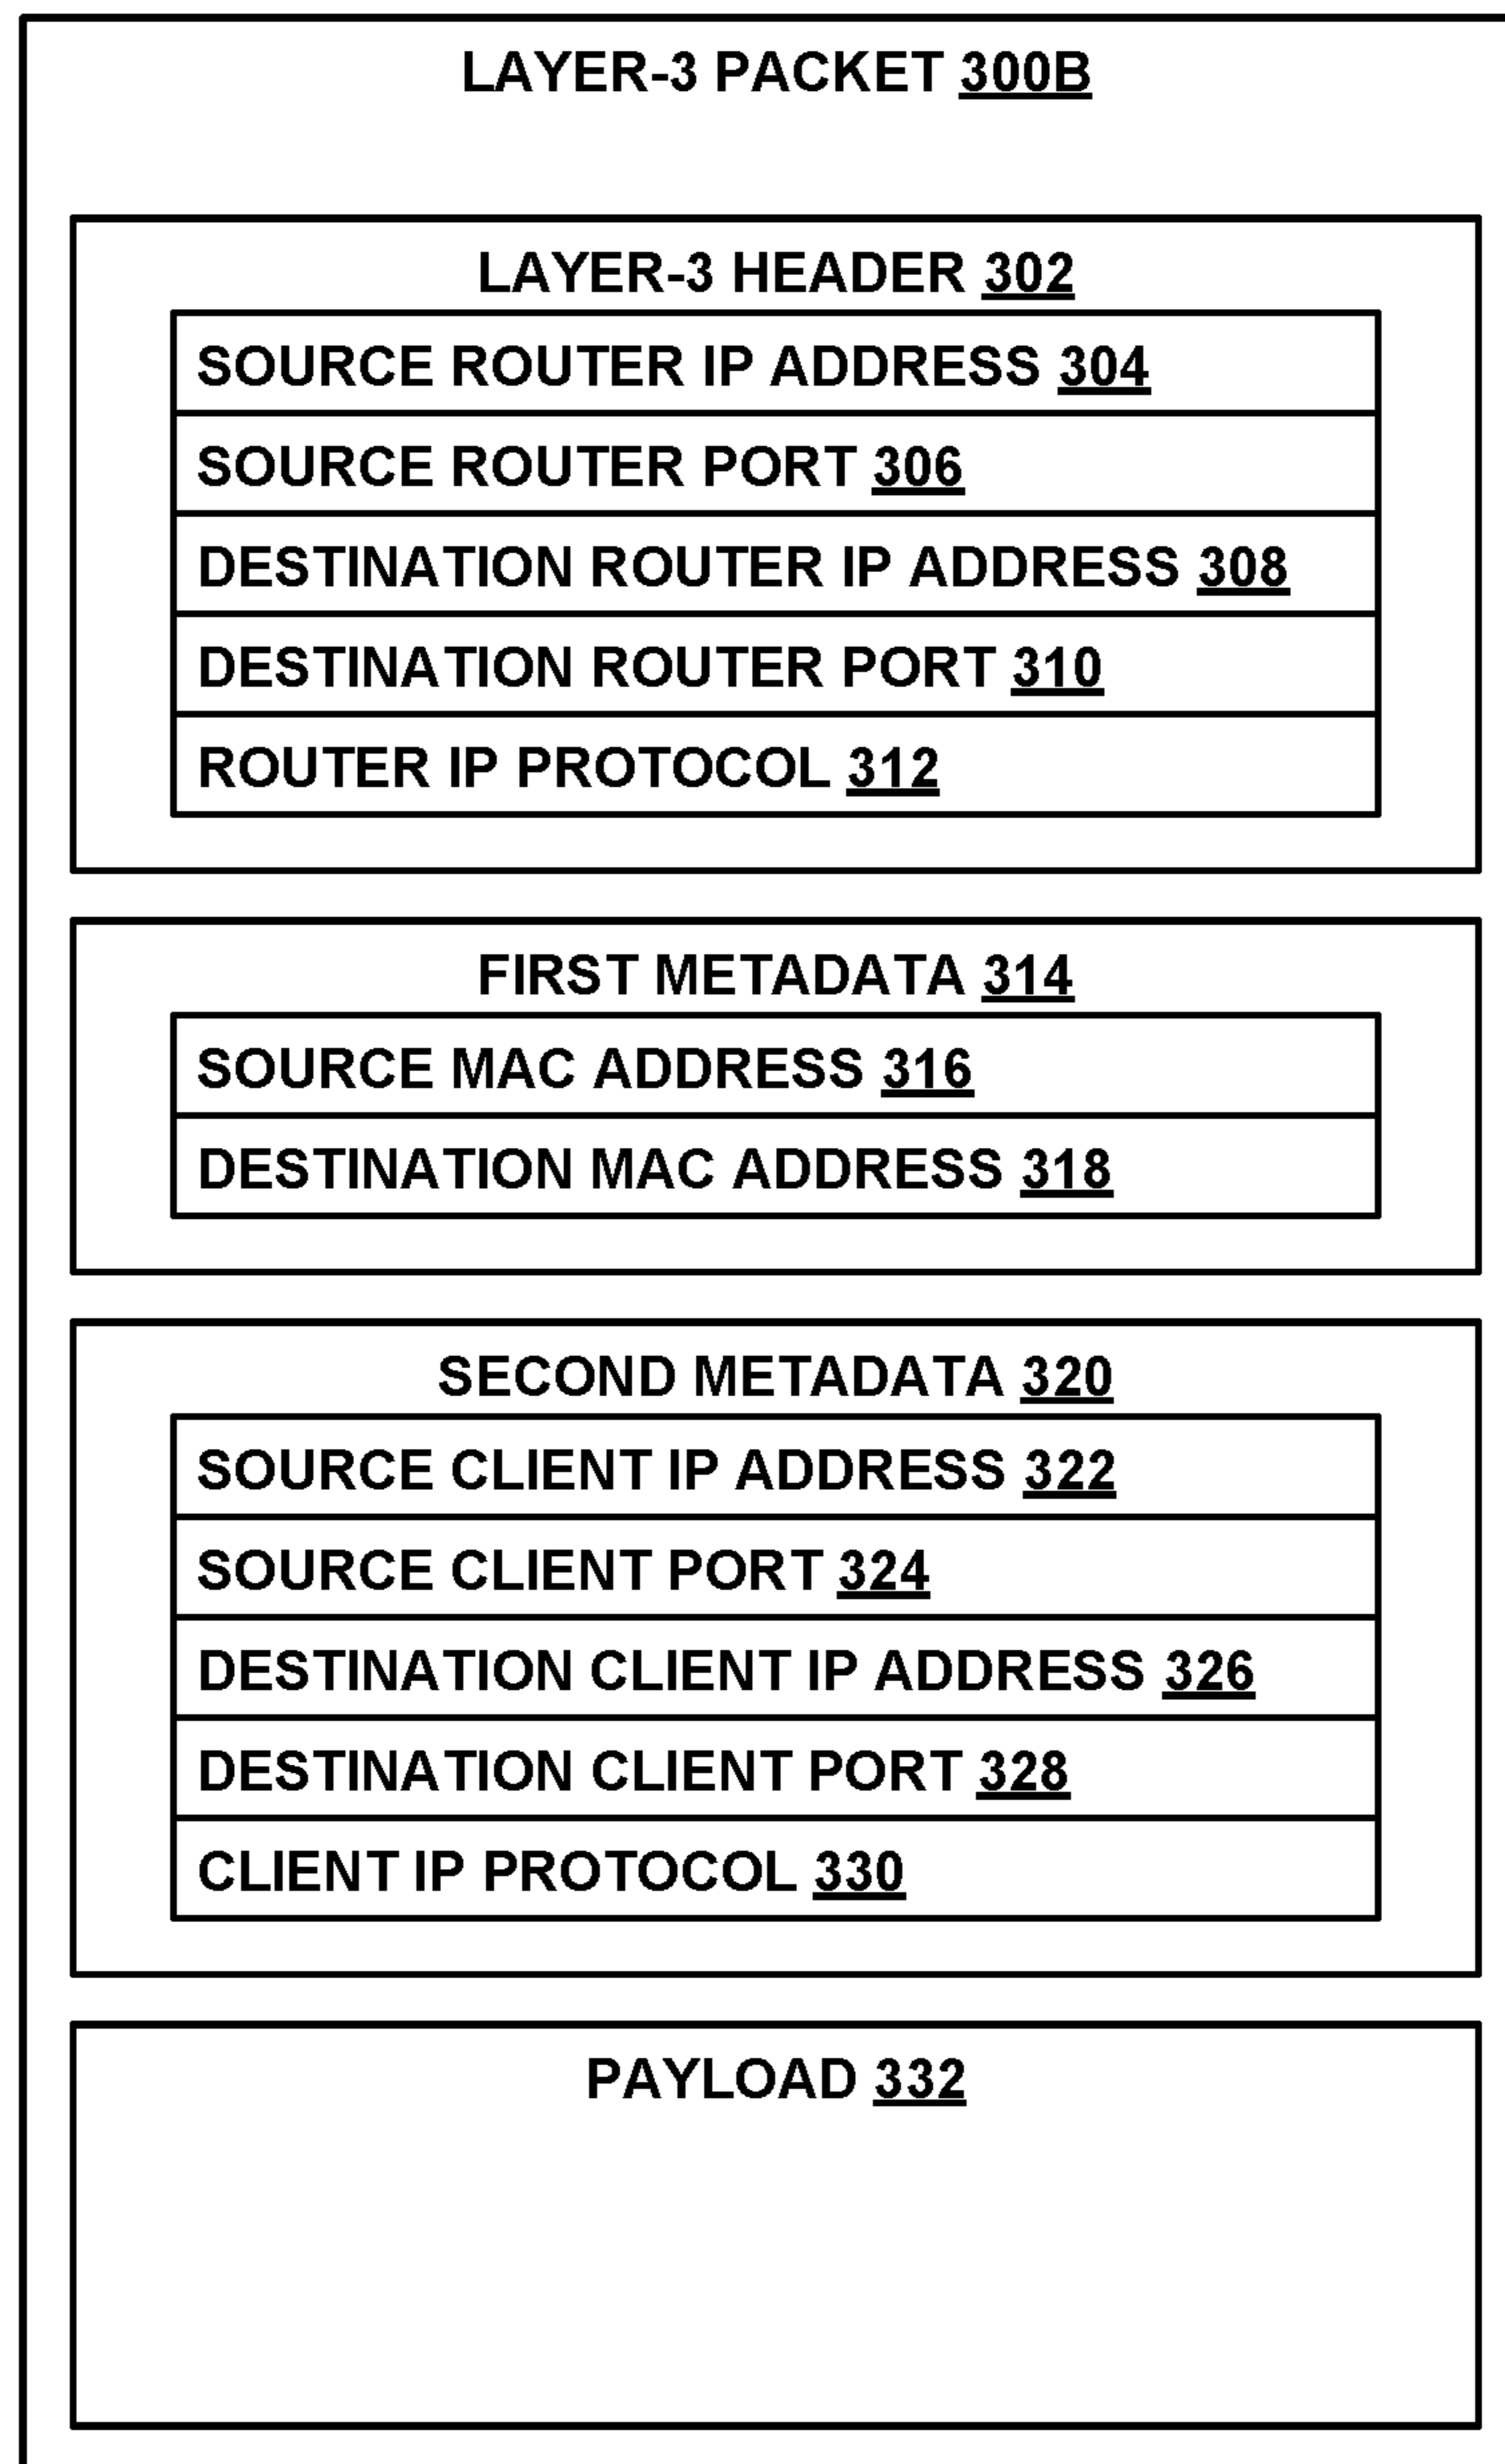 LAYER-3 PACKET 300B
LAYER-3 HEADER 302
SOURCE ROUTER IP ADDRESS 304
SOURCE ROUTER PORT 306
DESTINATION ROUTER IP ADDRESS 308
DESTINATION ROUTER PORT 310
ROUTER IP PROTOCOL 312
FIRST METADATA 314
SOURCE MAC ADDRESS 316
DESTINATION MAC ADDRESS 318
SECOND METADATA 320
SOURCE CLIENT IP ADDRESS 322
SOURCE CLIENT PORT 324
DESTINATION CLIENT IP ADDRESS 326
DESTINATION CLIENT PORT 328
CLIENT IP PROTOCOL 330
PAYLOAD 332